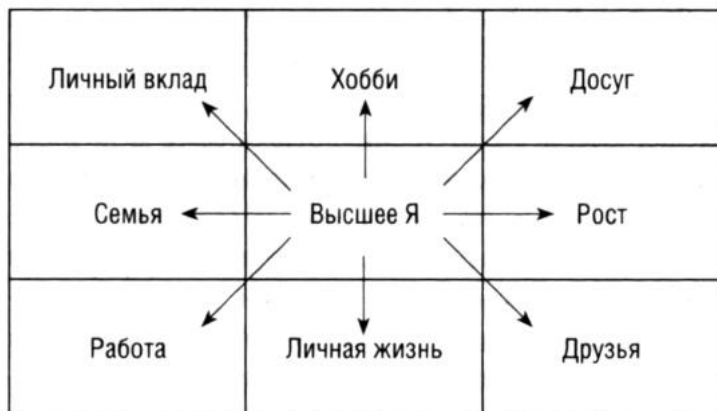 Личный вклад
Хобби
Досуг
Семья
Высшее Я
Рост
Работа
Личная жизнь
Друзья